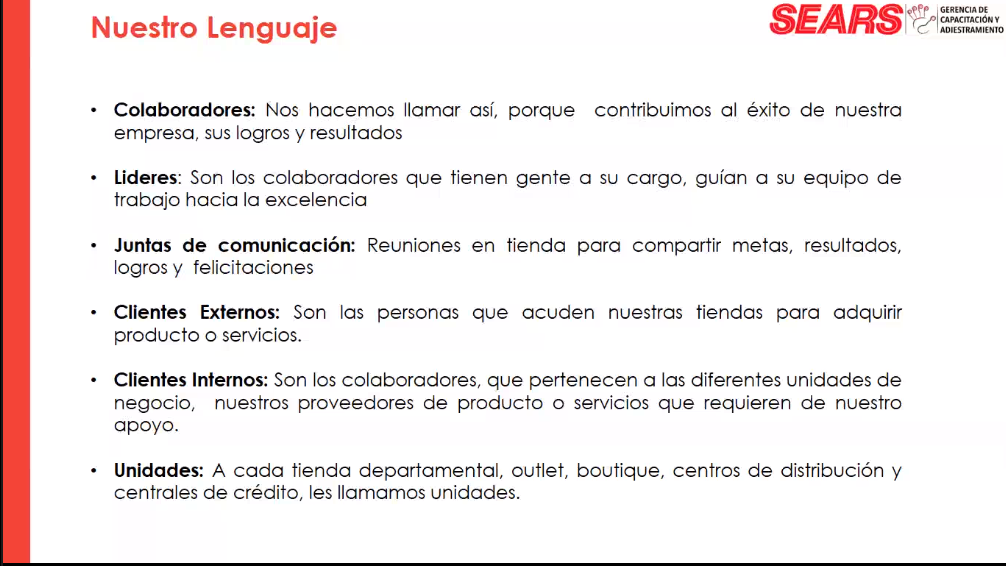 Nuestro Lenguaje
SEARS
GERENCIA DE
CAPACITACIÓN Y
ADIESTRAMIENTO
• Colaboradores: Nos hacemos llamar así, porque contribuimos al éxito de nuestra
empresa, sus logros y resultados
• Lideres: Son los colaboradores que tienen gente a su cargo, guían a su equipo de
trabajo hacia la excelencia
• Juntas de comunicación: Reuniones en tienda para compartir metas, resultados,
logros y felicitaciones
• Clientes Externos: Son las personas que acuden nuestras tiendas para adquirir
producto o servicios.
• Clientes Internos: Son los colaboradores, que pertenecen a las diferentes unidades de
negocio, nuestros proveedores de producto o servicios que requieren de nuestro
apoyo.
• Unidades: A cada tienda departamental, outlet, boutique, centros de distribución y
centrales de crédito, les llamamos unidades.